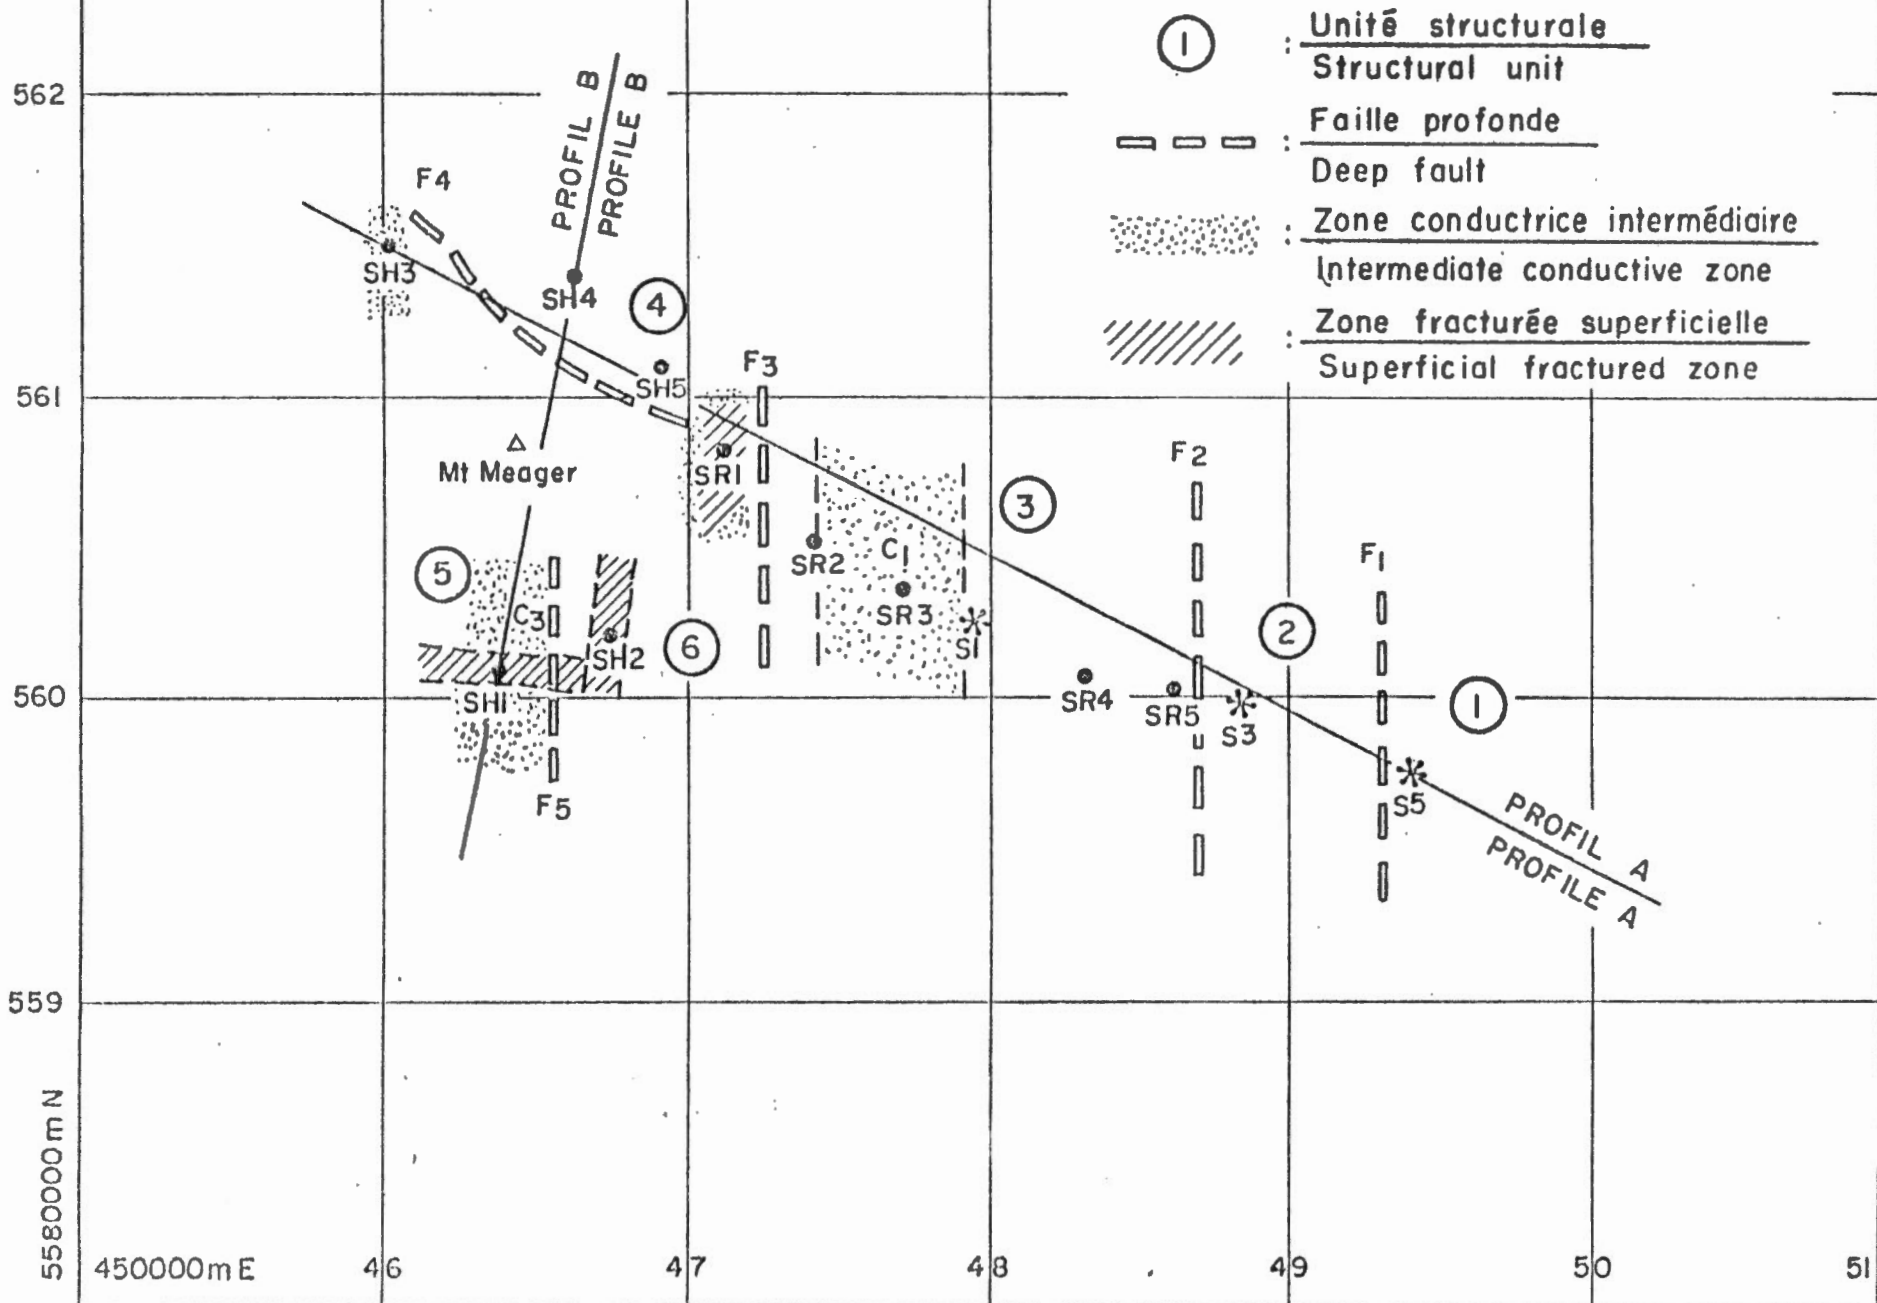 1 : Unité structurale
Structural unit
562
PROFIL B
PROFILE B
: Faille profonde
Deep fault
F4
: Zone conductrice intermédiaire
Intermediate conductive zone
SH3
SH4
4
: Zone fracturée superficielle
Superficial fractured zone
F3
SH5
561
Mt Meager
SR1
F2
3
C1
F1
SR2
5
SR3
C3
2
6
S1
SH2
560
SH1
SR4
SR5
S3
1
F5
S5
PROFIL A
PROFILE A
559
5580000mN
450000mE
46
47
48
49
50
51